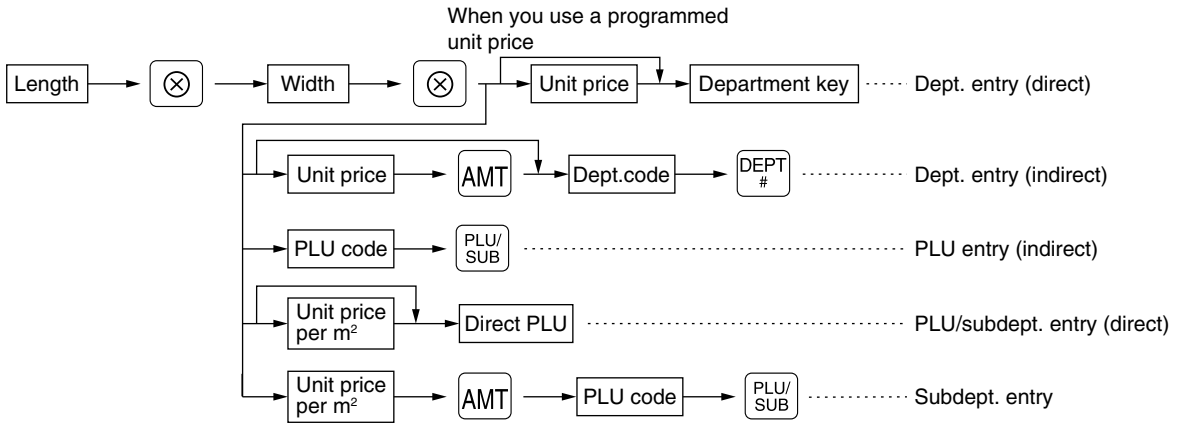 When you use a programmed
unit price
Length ⊗ Width ⊗ Unit price Department key Dept. entry (direct)
Unit price AMT Dept.code DEPT # Dept. entry (indirect)
PLU code PLU/ SUB PLU entry (indirect)
Unit price per m² Direct PLU PLU/subdept. entry (direct)
Unit price per m² AMT PLU code PLU/ SUB Subdept. entry